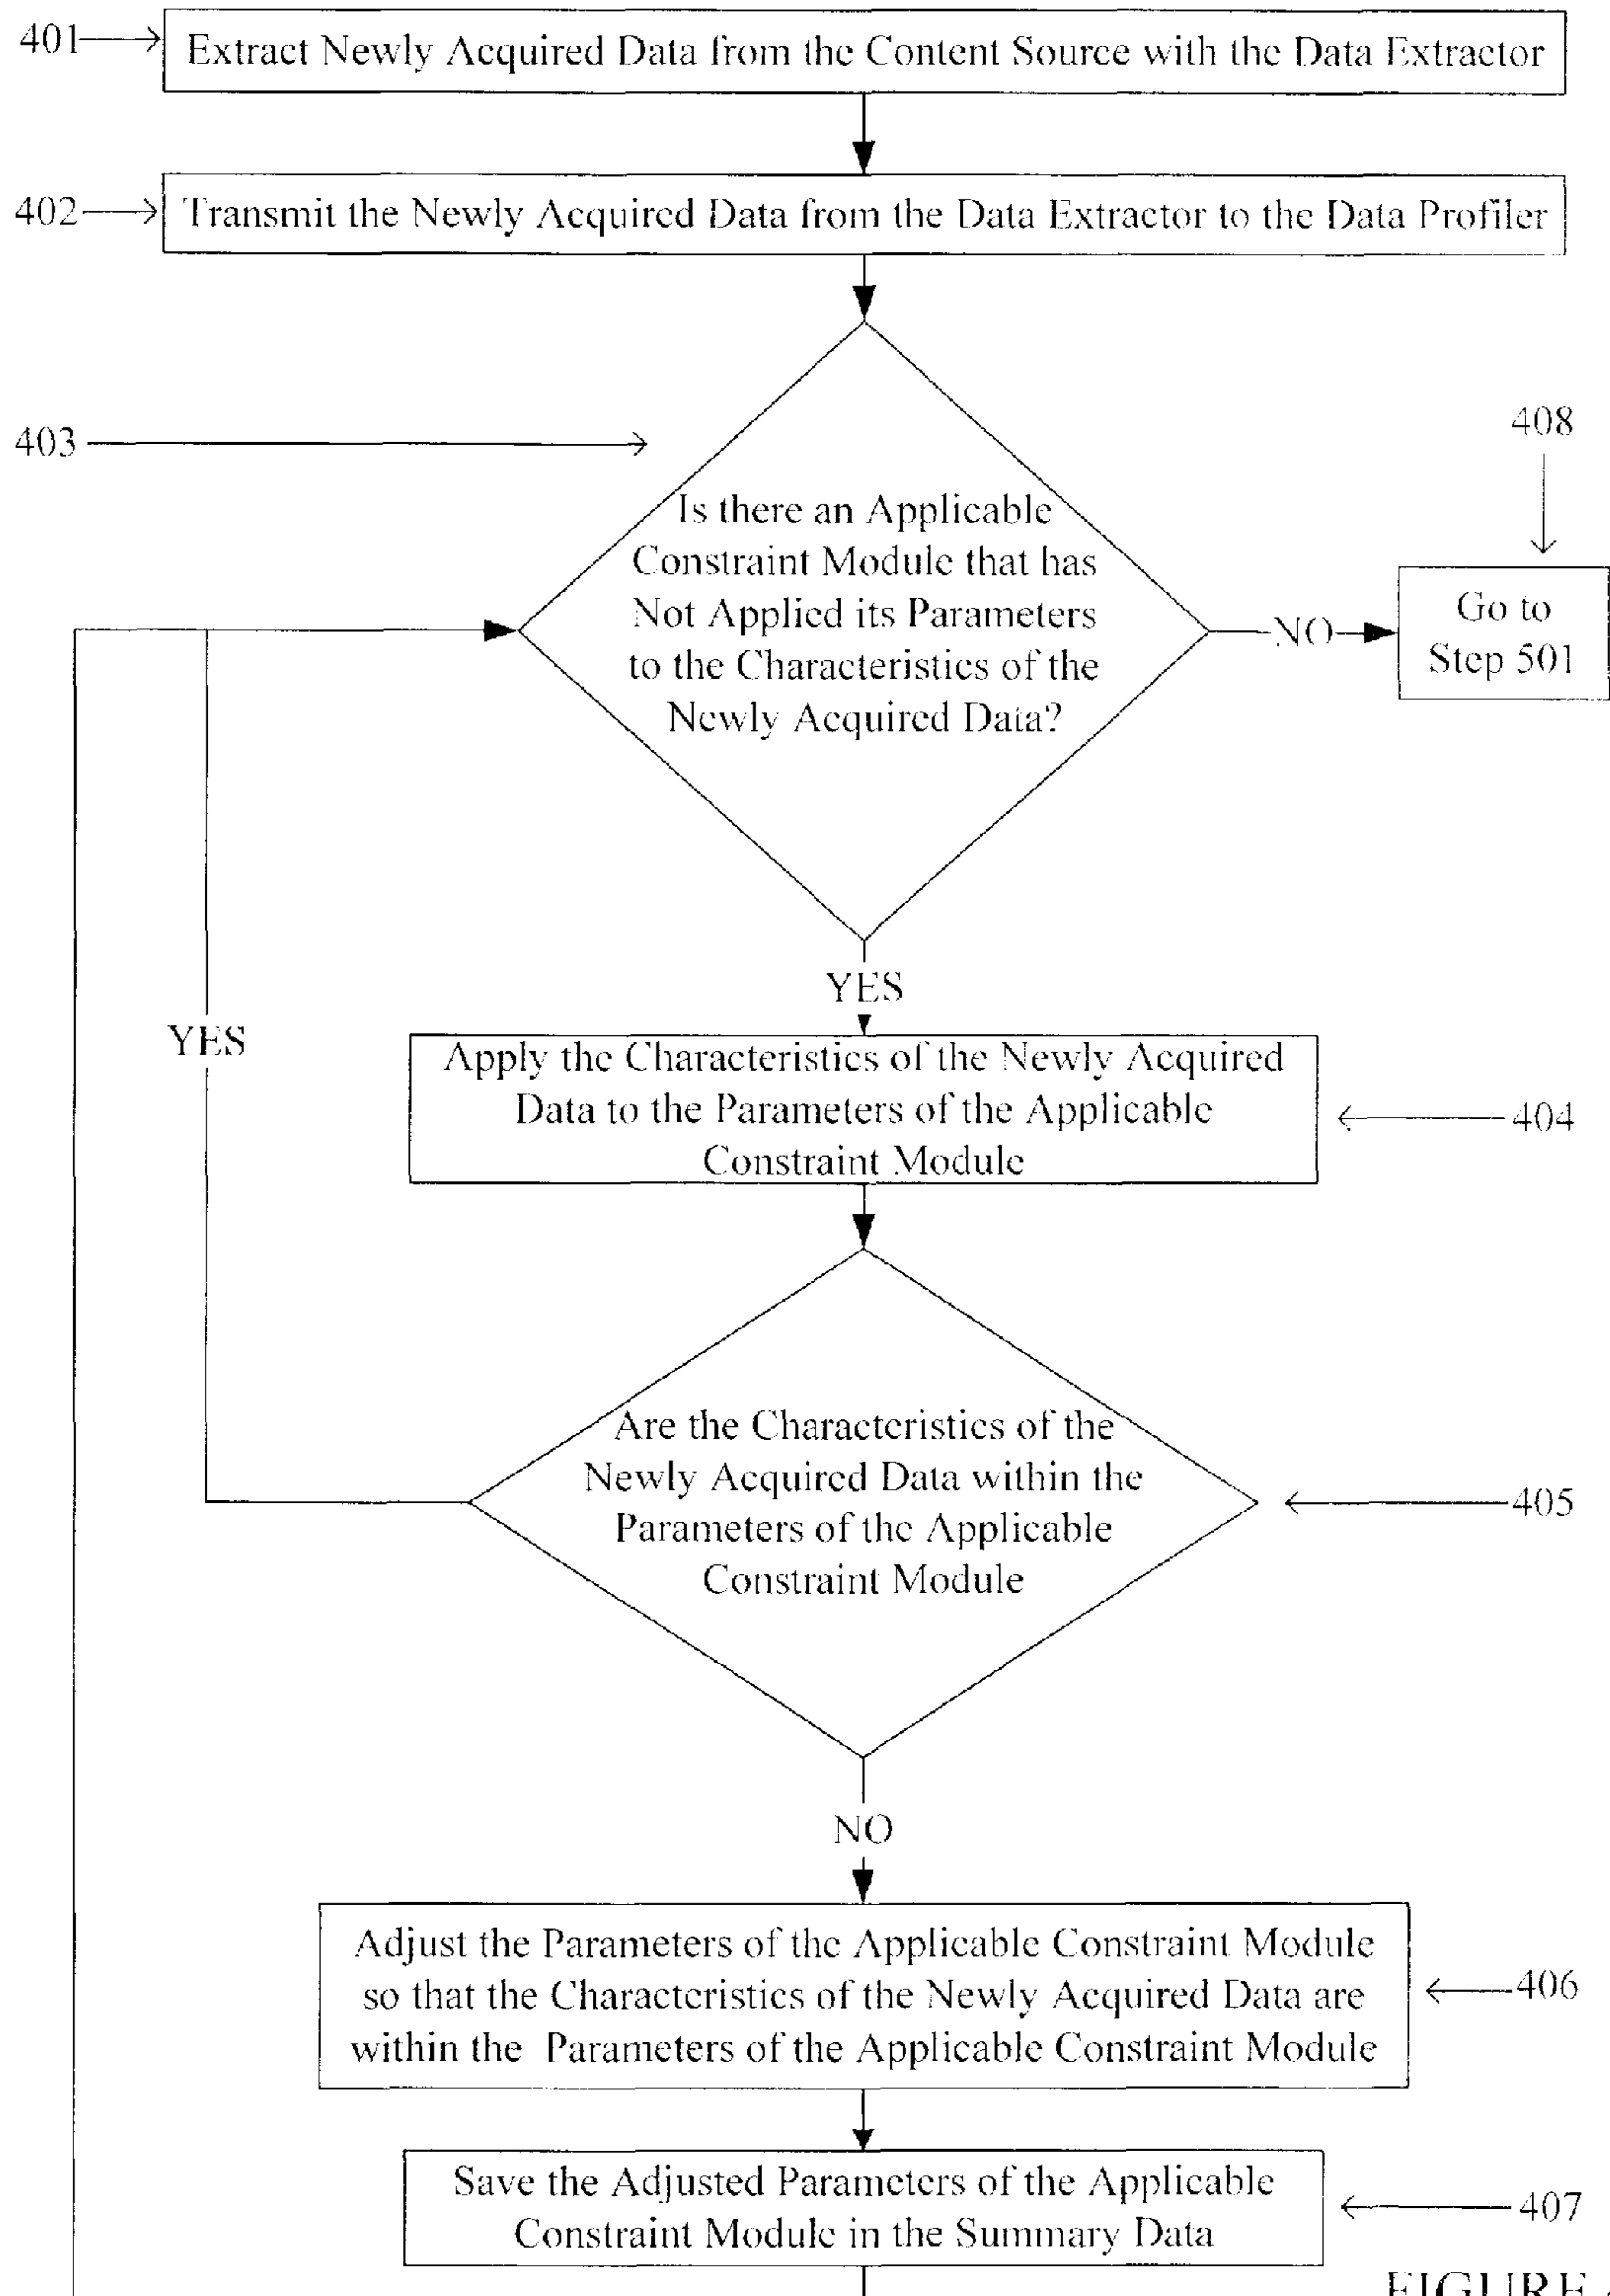 401
Extract Newly Acquired Data from the Content Source with the Data Extractor
402
Transmit the Newly Acquired Data from the Data Extractor to the Data Profiler
403
Is there an Applicable
Constraint Module that has
Not Applied its Parameters
to the Characteristics of the
Newly Acquired Data?
408
NO
Go to
Step 501
YES
YES
Apply the Characteristics of the Newly Acquired
Data to the Parameters of the Applicable
Constraint Module
404
Are the Characteristics of the
Newly Acquired Data within the
Parameters of the Applicable
Constraint Module
405
NO
Adjust the Parameters of the Applicable Constraint Module
so that the Characteristics of the Newly Acquired Data are
within the Parameters of the Applicable Constraint Module
406
Save the Adjusted Parameters of the Applicable
Constraint Module in the Summary Data
407
FIGURE